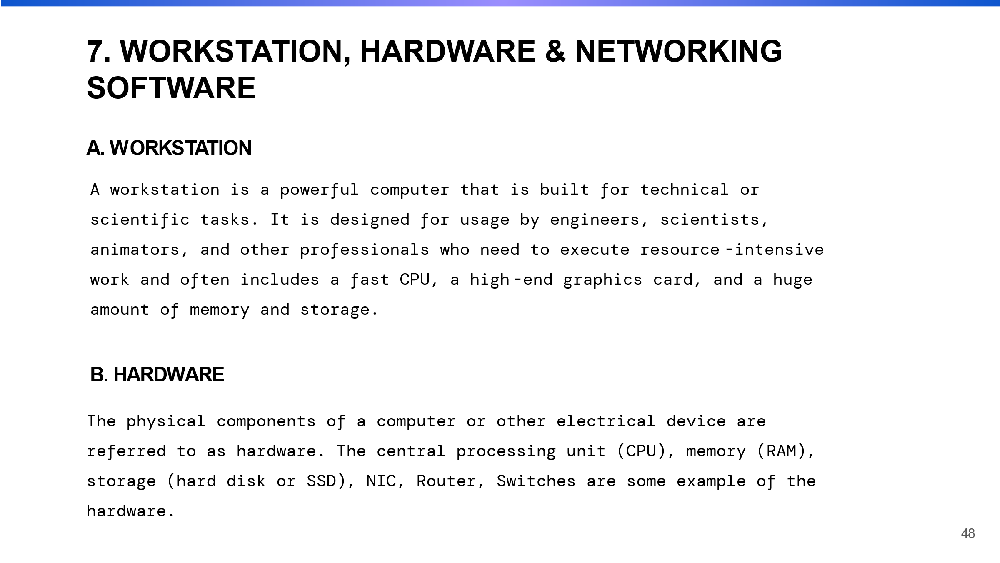 7. WORKSTATION, HARDWARE & NETWORKING
SOFTWARE
A. WORKSTATION
A workstation is a powerful computer that is built for technical or
scientific tasks. It is designed for usage by engineers, scientists,
animators, and other professionals who need to execute resource-intensive
work and often includes a fast CPU, a high-end graphics card, and a huge
amount of memory and storage.
B. HARDWARE
The physical components of a computer or other electrical device are
referred to as hardware. The central processing unit (CPU), memory (RAM),
storage (hard disk or SSD), NIC, Router, Switches are some example of the
hardware.
48